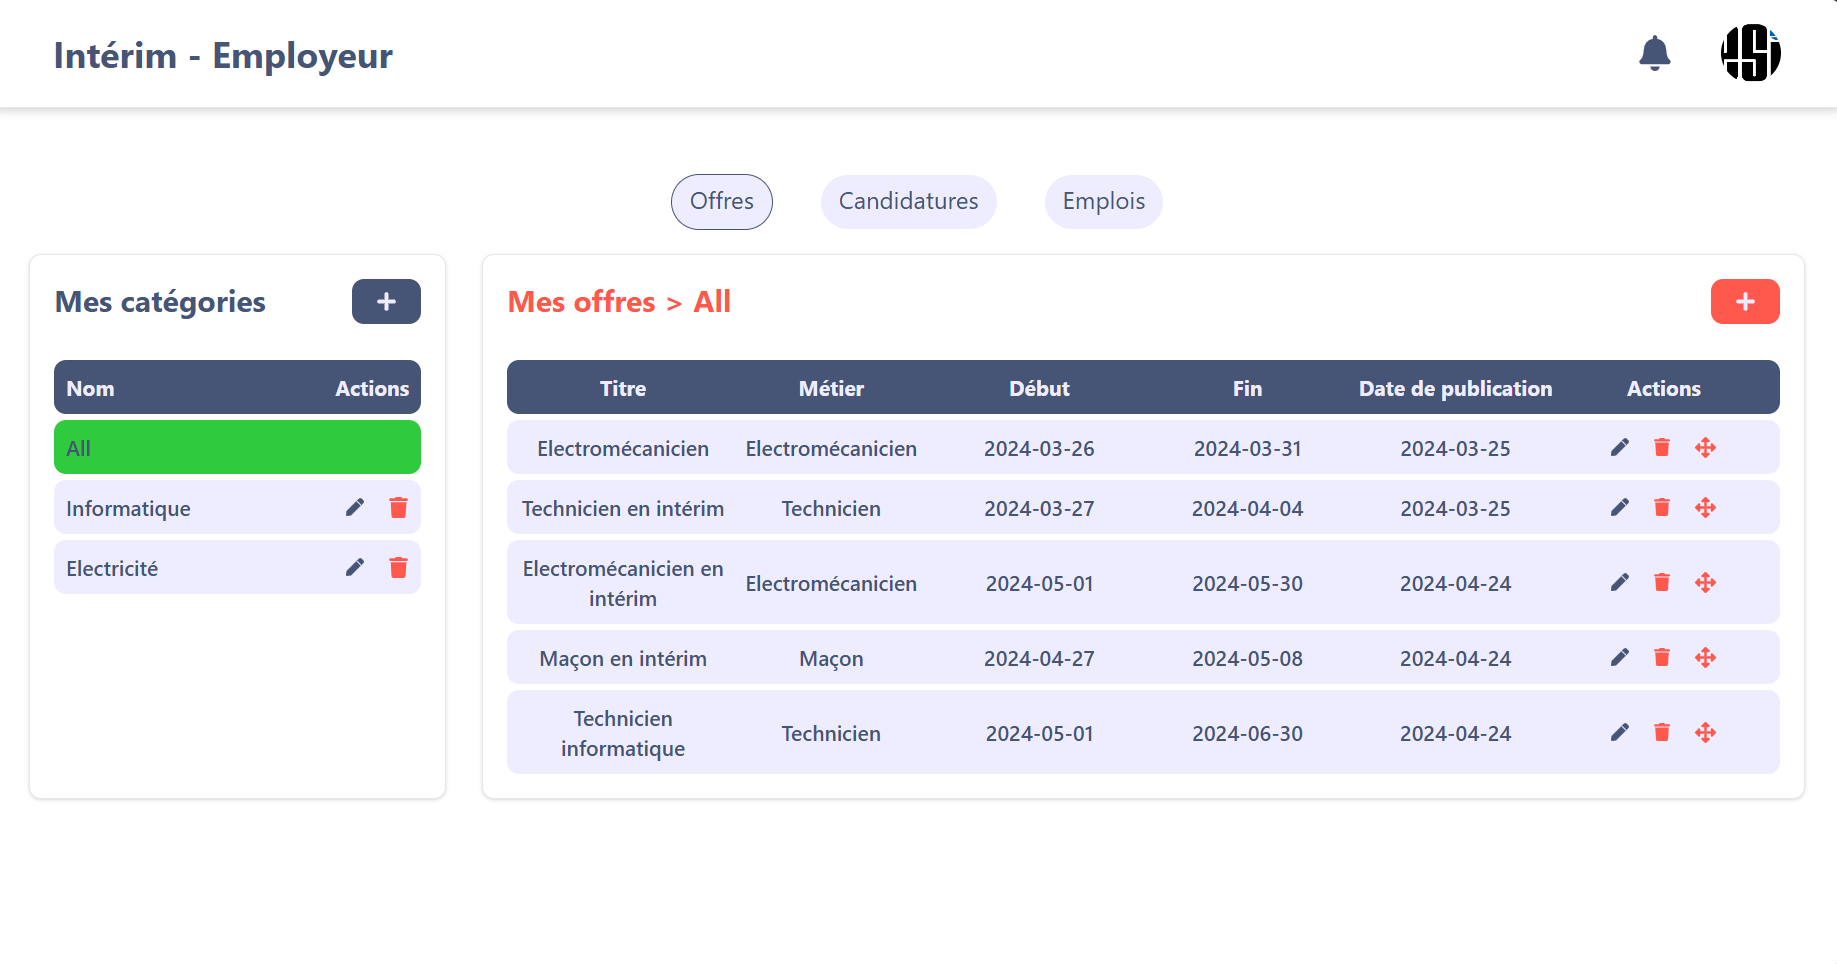 Intérim - Employeur
Offres
Candidatures
Emplois
Mes catégories
+
Nom Actions
All
Informatique
Electricité
Mes offres > All
+
Titre Métier Début Fin Date de publication Actions
Electromécanicien Electromécanicien 2024-03-26 2024-03-31 2024-03-25
Technicien en intérim Technicien 2024-03-27 2024-04-04 2024-03-25
Electromécanicien en
intérim Electromécanicien 2024-05-01 2024-05-30 2024-04-24
Maçon en intérim Maçon 2024-04-27 2024-05-08 2024-04-24
Technicien
informatique Technicien 2024-05-01 2024-06-30 2024-04-24